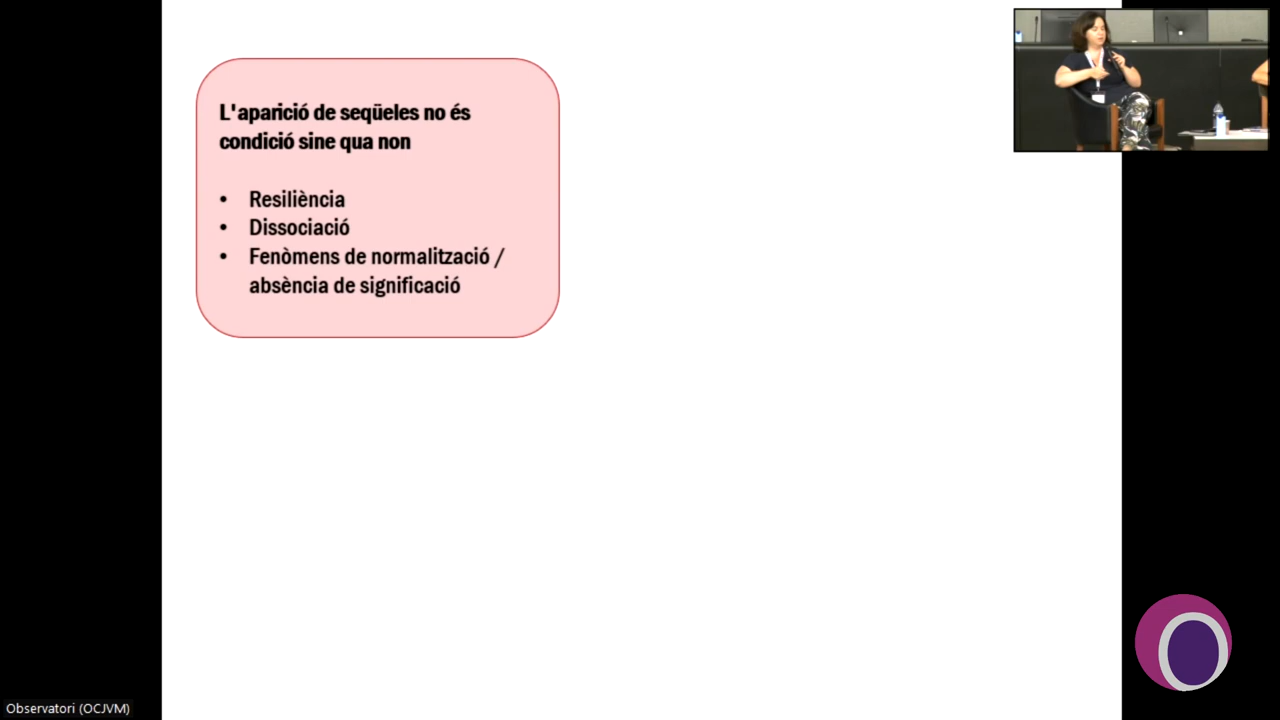 L'aparició de seqüeles no és
condició sine qua non
• Resiliència
• Dissociació
• Fenòmens de normalització /
absència de significació
Observatori (OCJVM)